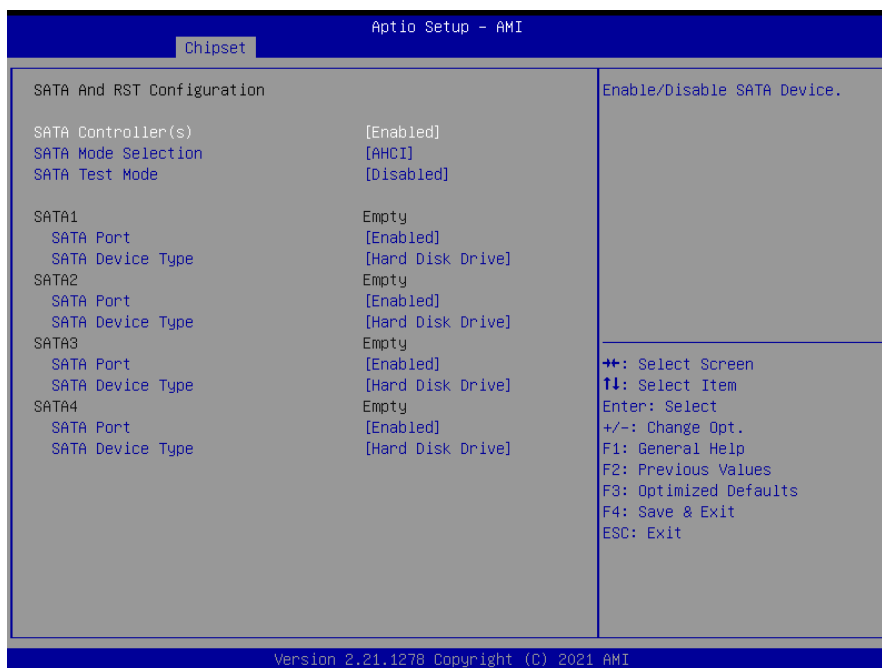 Aptio Setup – AMI
Chipset
SATA And RST Configuration
SATA Controller(s) [Enabled]
SATA Mode Selection [AHCI]
SATA Test Mode [Disabled]
SATA1 Empty
SATA Port [Enabled]
SATA Device Type [Hard Disk Drive]
SATA2 Empty
SATA Port [Enabled]
SATA Device Type [Hard Disk Drive]
SATA3 Empty
SATA Port [Enabled]
SATA Device Type [Hard Disk Drive]
SATA4 Empty
SATA Port [Enabled]
SATA Device Type [Hard Disk Drive]
Enable/Disable SATA Device.
→←: Select Screen
↑↓: Select Item
Enter: Select
+/-: Change Opt.
F1: General Help
F2: Previous Values
F3: Optimized Defaults
F4: Save & Exit
ESC: Exit
Version 2.21.1278 Copyright (C) 2021 AMI